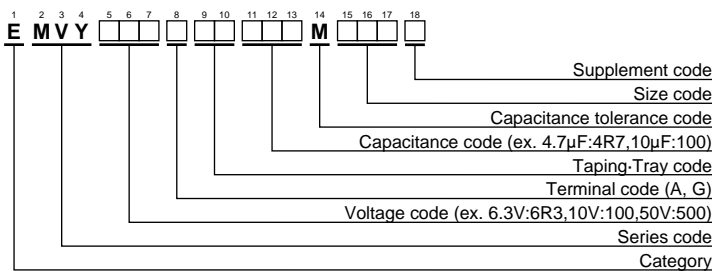 1 2 3 4 5 6 7 8 9 10 11 12 13 14 15 16 17 18
E M V Y □□□ □ □□ □□□ M □□□ □
Supplement code
Size code
Capacitance tolerance code
Capacitance code (ex. 4.7µF:4R7,10µF:100)
Taping·Tray code
Terminal code (A, G)
Voltage code (ex. 6.3V:6R3,10V:100,50V:500)
Series code
Category